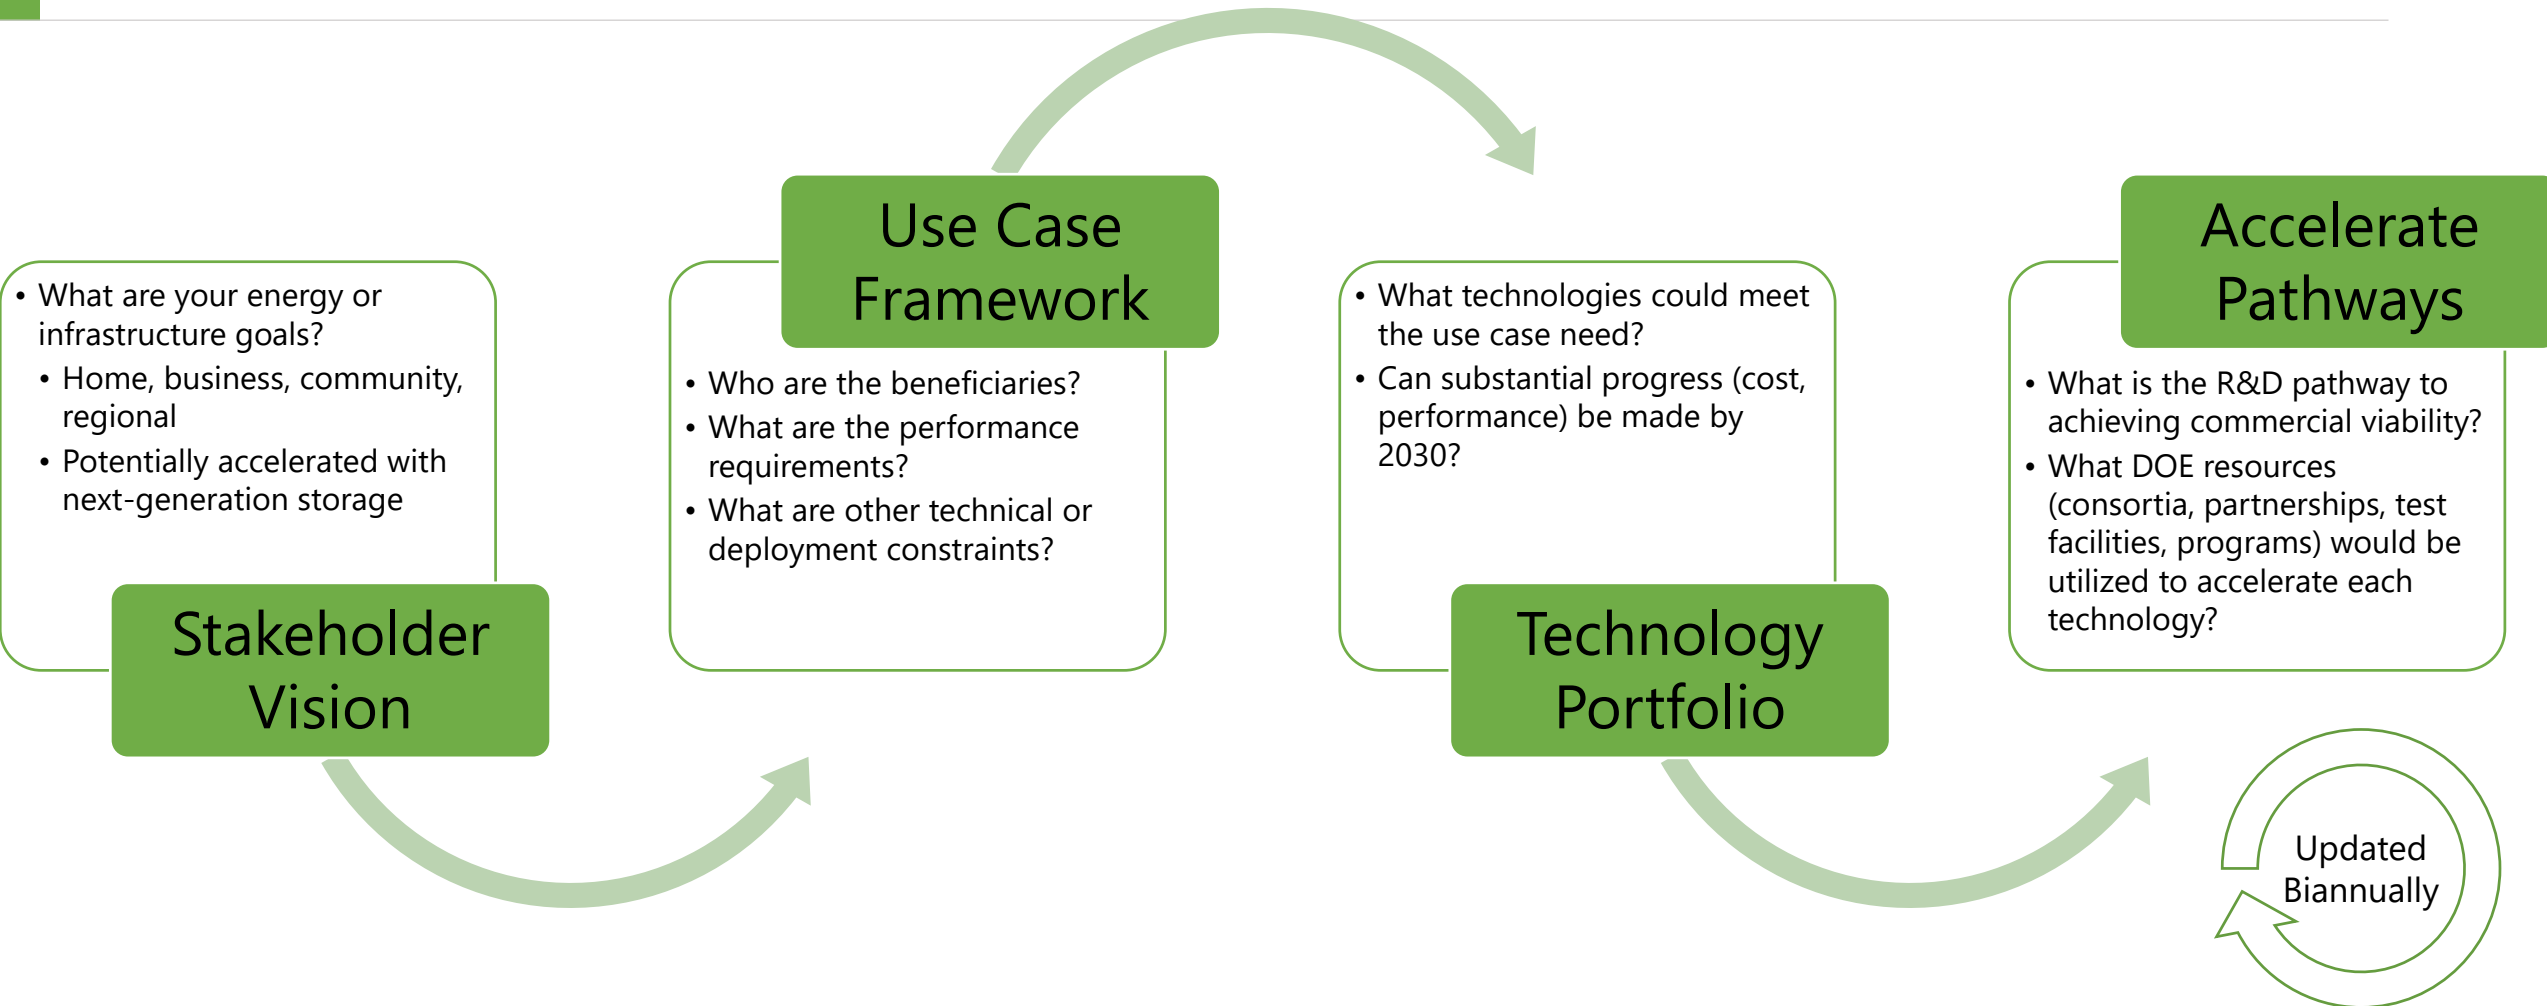 • What are your energy or
infrastructure goals?
• Home, business, community,
regional
• Potentially accelerated with
next-generation storage
Stakeholder
Vision
Use Case
Framework
• Who are the beneficiaries?
• What are the performance
requirements?
• What are other technical or
deployment constraints?
• What technologies could meet
the use case need?
• Can substantial progress (cost,
performance) be made by
2030?
Technology
Portfolio
Accelerate
Pathways
• What is the R&D pathway to
achieving commercial viability?
• What DOE resources
(consortia, partnerships, test
facilities, programs) would be
utilized to accelerate each
technology?
Updated
Biannually